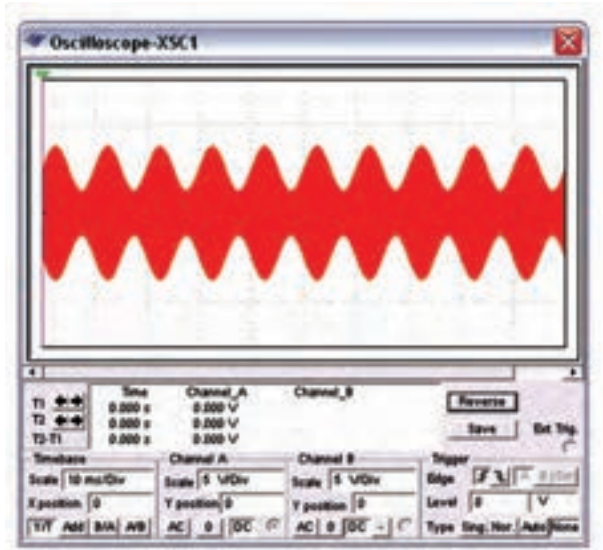 Oscilloscope-XSC1
Time Channel_A Channel_B
T1 0.000 s 0.000 V
T2 0.000 s 0.000 V
T2-T1 0.000 s 0.000 V
Reverse
Save Ext Trig.
Timebase Channel A Channel B Trigger
Scale 10 ms/Div Scale 5 V/Div Scale 5 V/Div Edge
X position 0 Y position 0 Y position 0 Level 0 V
Y/T Add B/A A/B AC 0 DC AC 0 DC - Type Sing. Nor. Auto None